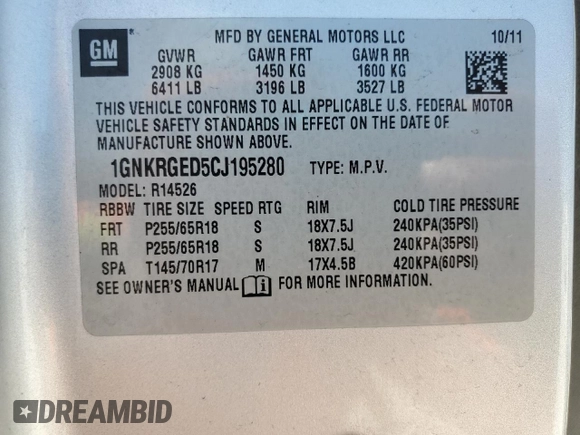 GM
MFD BY GENERAL MOTORS LLC 10/11
GVWR GAWR FRT GAWR RR
2908 KG 1450 KG 1600 KG
6411 LB 3196 LB 3527 LB
THIS VEHICLE CONFORMS TO ALL APPLICABLE U.S. FEDERAL MOTOR
VEHICLE SAFETY STANDARDS IN EFFECT ON THE DATE OF
MANUFACTURE SHOWN ABOVE.
1GNKRGED5CJ195280 TYPE: M.P.V.
MODEL: R14526
RBBW TIRE SIZE SPEED RTG RIM COLD TIRE PRESSURE
FRT P255/65R18 S 18X7.5J 240KPA(35PSI)
RR P255/65R18 S 18X7.5J 240KPA(35PSI)
SPA T145/70R17 M 17X4.5B 420KPA(60PSI)
SEE OWNER'S MANUAL i FOR MORE INFORMATION.
DREAMBID